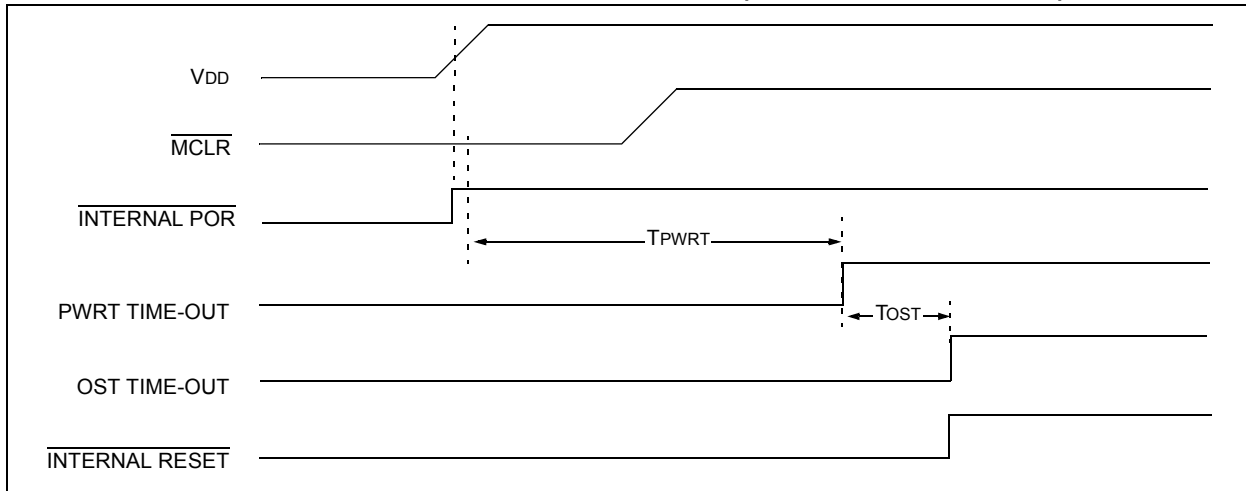 VDD
MCLR
INTERNAL POR
TPWRT
PWRT TIME-OUT
TOST
OST TIME-OUT
INTERNAL RESET